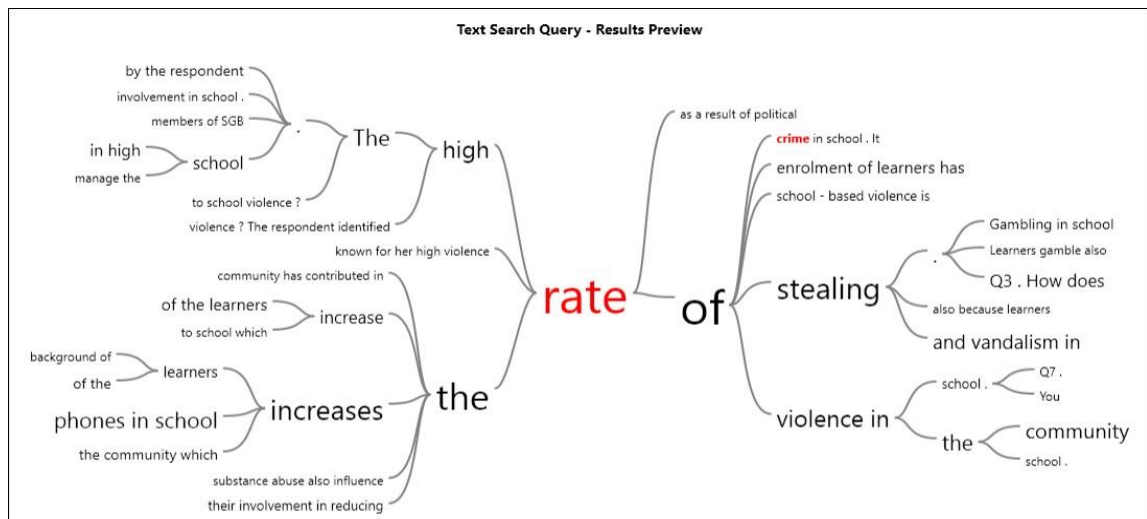 Text Search Query - Results Preview
by the respondent
involvement in school .
members of SGB
in high
manage the
school
.
to school violence ?
The
violence ? The respondent identified
high
known for her high violence
community has contributed in
of the learners
to school which
increase
background of
of the
learners
phones in school
the community which
increases
substance abuse also influence
their involvement in reducing
the
rate
as a result of political
of
crime in school . It
enrolment of learners has
school - based violence is
stealing
.
Gambling in school
Learners gamble also
Q3 . How does
also because learners
and vandalism in
violence in
school .
Q7 .
You
the
community
school .